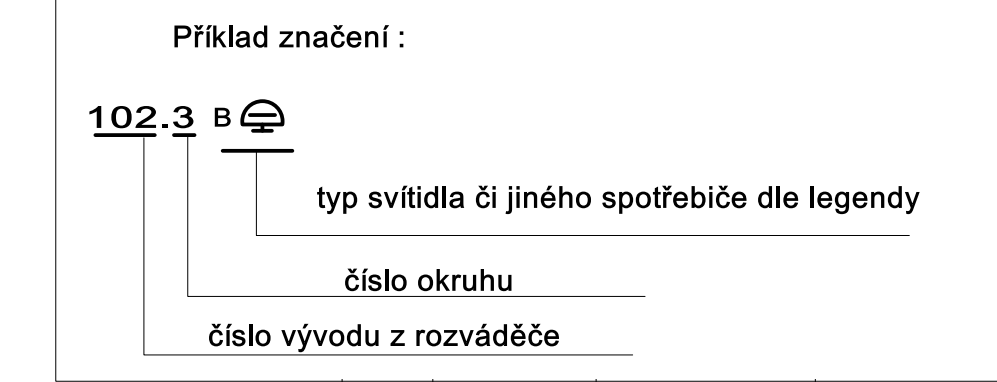 Příklad značení :
102.3 B
typ svítidla či jiného spotřebiče dle legendy
číslo okruhu
číslo vývodu z rozváděče